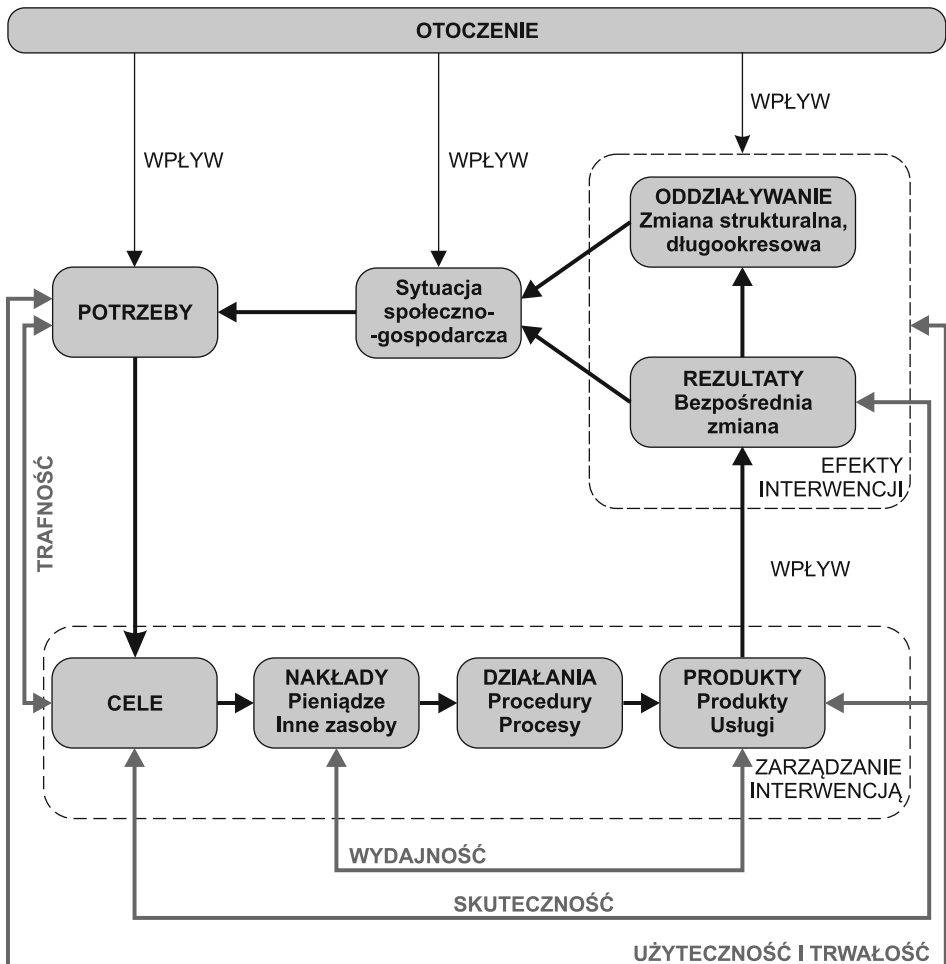 OTOCZENIE
WPŁYW
WPŁYW
WPŁYW
ODDZIAŁYWANIE
Zmiana strukturalna,
długookresowa
POTRZEBY
Sytuacja
społeczno-
-gospodarcza
REZULTATY
Bezpośrednia
zmiana
EFEKTY
INTERWENCJI
TRAFNOŚĆ
WPŁYW
CELE
NAKŁADY
Pieniądze
Inne zasoby
DZIAŁANIA
Procedury
Procesy
PRODUKTY
Produkty
Usługi
ZARZĄDZANIE
INTERWENCJĄ
WYDAJNOŚĆ
SKUTECZNOŚĆ
UŻYTECZNOŚĆ I TRWAŁOŚĆ